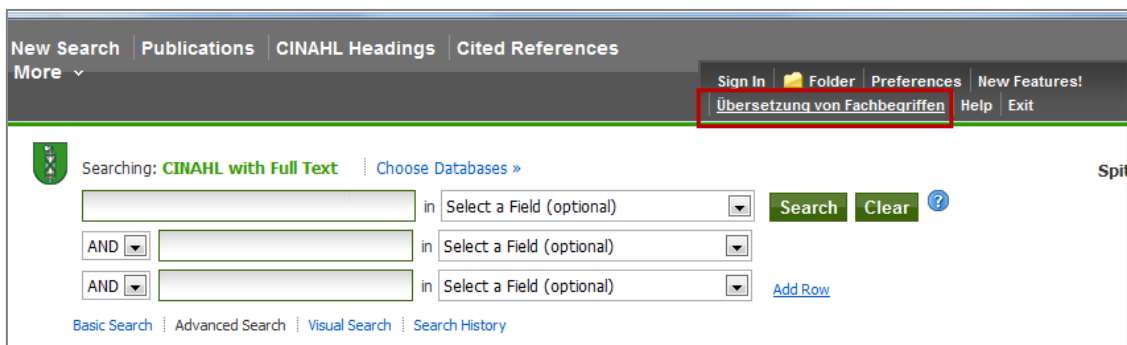 New Search Publications CINAHL Headings Cited References
More
Sign In Folder Preferences New Features!
Übersetzung von Fachbegriffen Help Exit
Searching: CINAHL with Full Text Choose Databases »
Spit
in Select a Field (optional) Search Clear ?
AND in Select a Field (optional)
AND in Select a Field (optional) Add Row
Basic Search Advanced Search Visual Search Search History